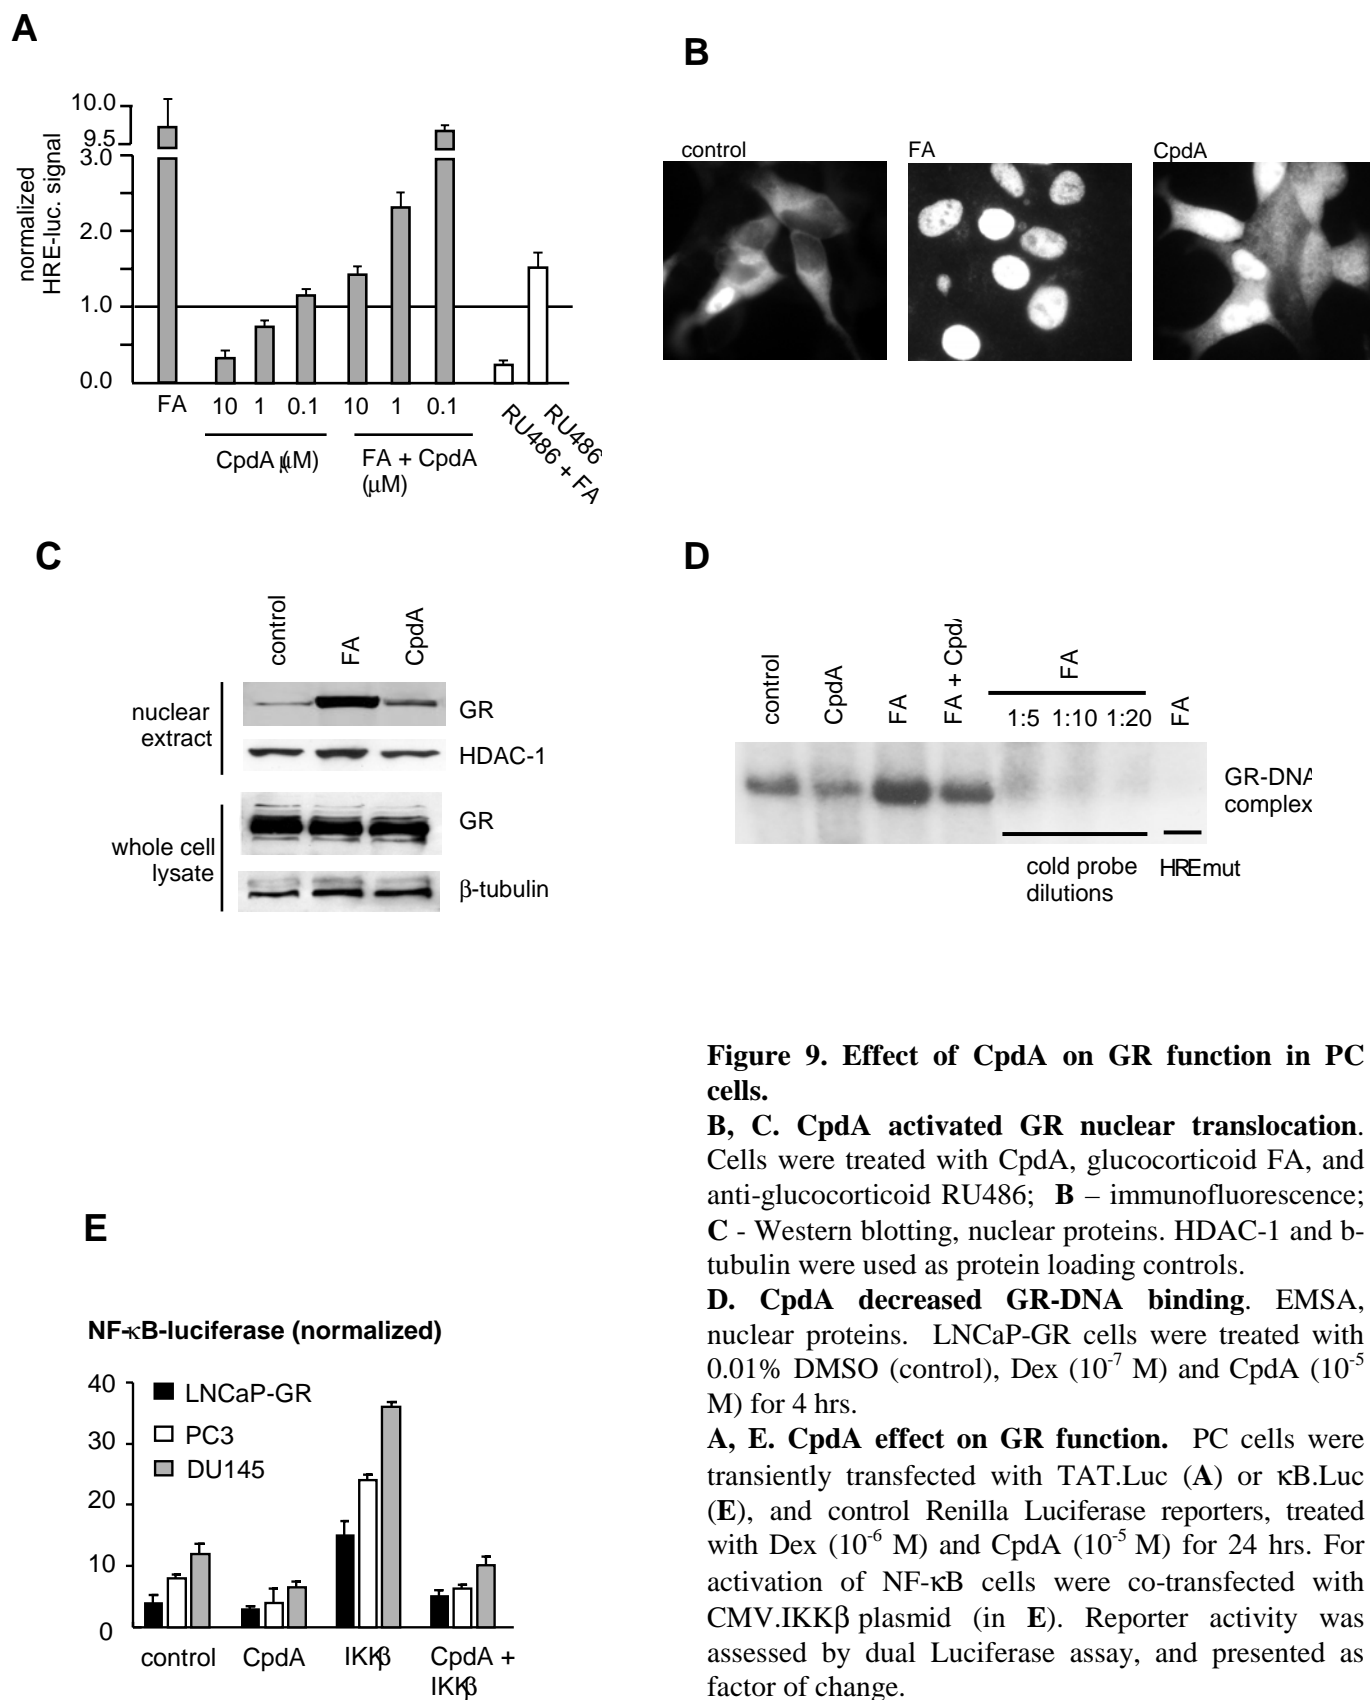 A
normalized
HRE-luc. signal
10.0
9.5
3.0
2.0
1.0
0.0
FA
10 1 0.1
10 1 0.1
CpdA (μM)
FA + CpdA
(μM)
RU486 + FA
RU486
B
control
FA
CpdA
C
control
FA
CpdA
nuclear
extract
GR
HDAC-1
whole cell
lysate
GR
β-tubulin
D
control
CpdA
FA
FA + Cpd
FA
1:5 1:10 1:20
FA
GR-DNA
complex
cold probe
dilutions
HREmut
E
NF-κB-luciferase (normalized)
40
30
20
10
0
LNCaP-GR
PC3
DU145
control
CpdA
IKKβ
CpdA +
IKKβ
Figure 9. Effect of CpdA on GR function in PC
cells.
B, C. CpdA activated GR nuclear translocation.
Cells were treated with CpdA, glucocorticoid FA, and
anti-glucocorticoid RU486; B – immunofluorescence;
C - Western blotting, nuclear proteins. HDAC-1 and b-
tubulin were used as protein loading controls.
D. CpdA decreased GR-DNA binding. EMSA,
nuclear proteins. LNCaP-GR cells were treated with
0.01% DMSO (control), Dex (10⁻⁷ M) and CpdA (10⁻⁵
M) for 4 hrs.
A, E. CpdA effect on GR function. PC cells were
transiently transfected with TAT.Luc (A) or κB.Luc
(E), and control Renilla Luciferase reporters, treated
with Dex (10⁻⁶ M) and CpdA (10⁻⁵ M) for 24 hrs. For
activation of NF-κB cells were co-transfected with
CMV.IKKβ plasmid (in E). Reporter activity was
assessed by dual Luciferase assay, and presented as
factor of change.